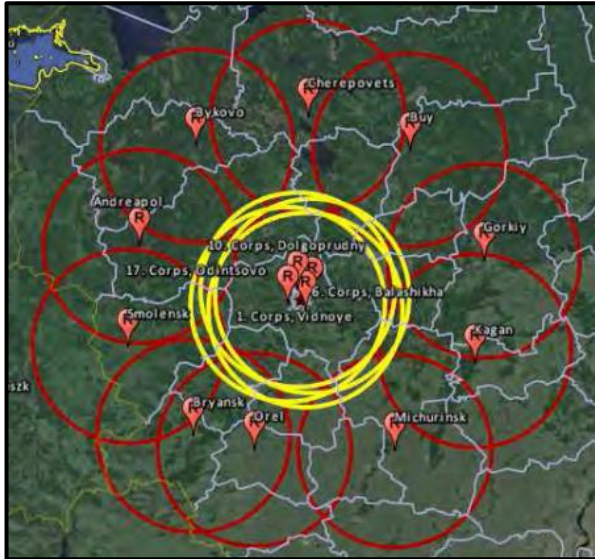 Cherepovets
Bykovo
Buy
Andreapol
Gorkiy
10. Corps, Dolgoprudny
17. Corps, Odintsovo
6. Corps, Balashikha
1. Corps, Vidnoye
Smolensk
Kagan
iszk
Bryansk
Orel
Michurinsk
R
R
R
R
R
R
R
R
R
R
R
R
R
R